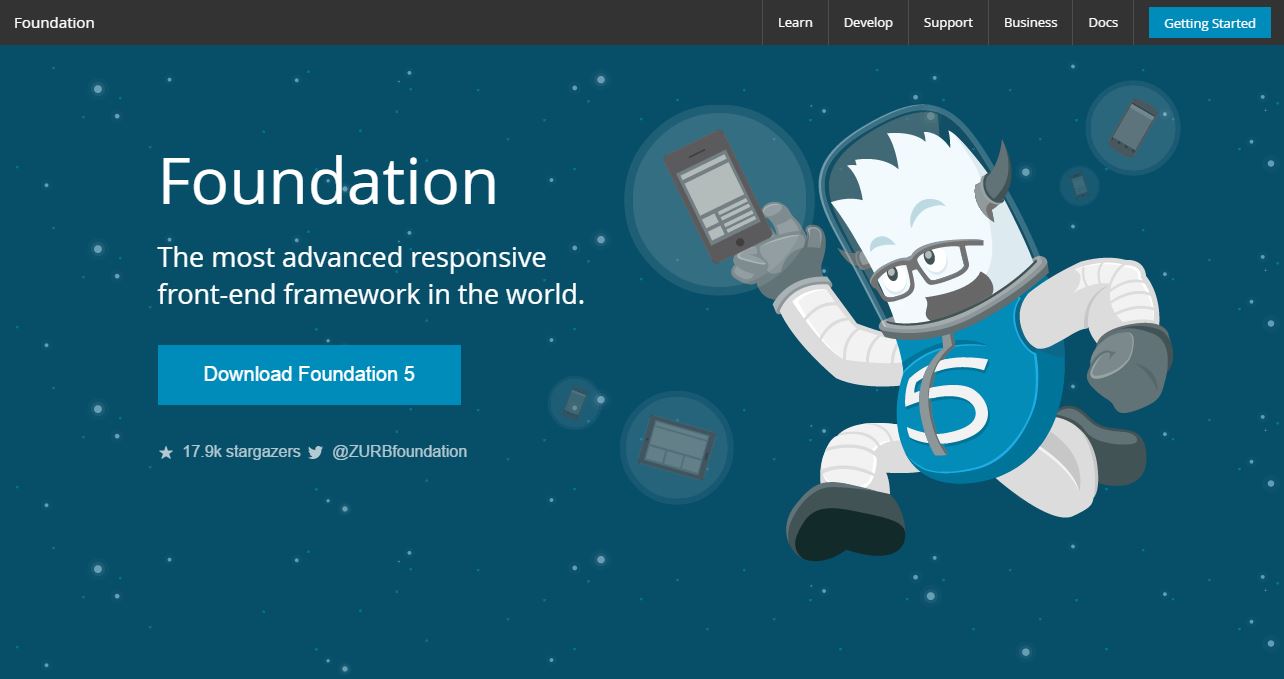 Foundation
Learn
Develop
Support
Business
Docs
Getting Started
Foundation
The most advanced responsive
front-end framework in the world.
Download Foundation 5
17.9k stargazers @ZURBfoundation
5